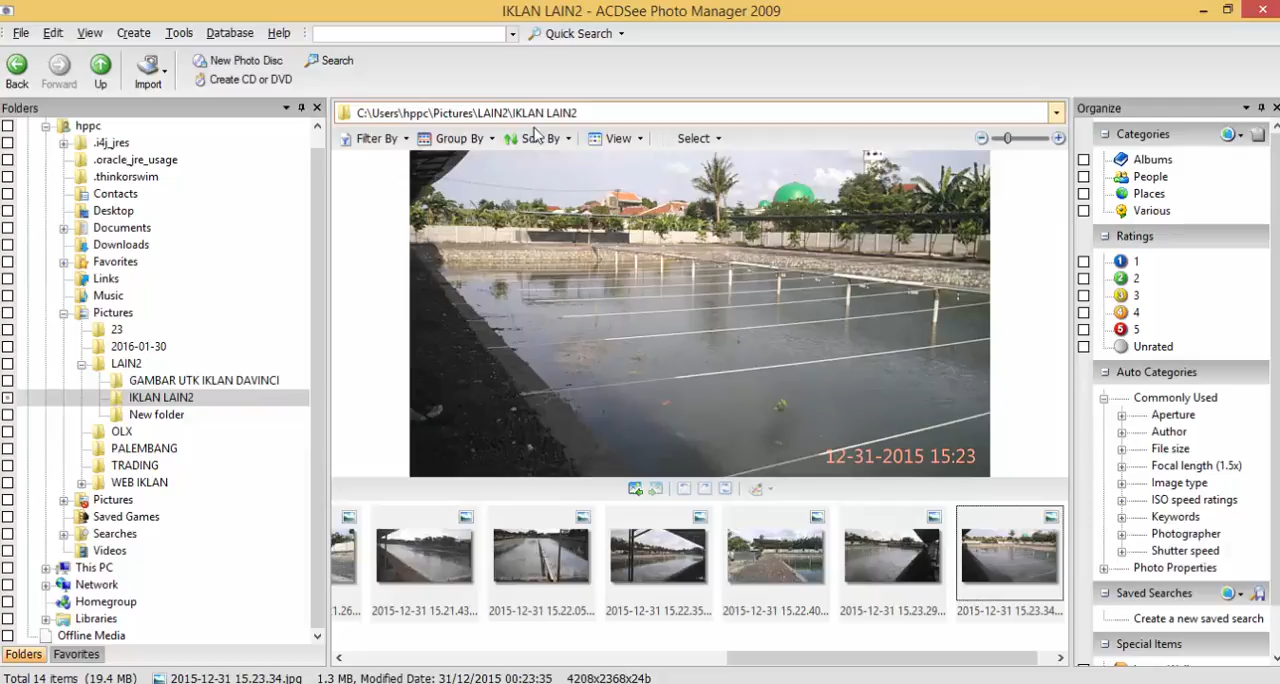 IKLAN LAIN2 - ACDSee Photo Manager 2009
File Edit View Create Tools Database Help Quick Search
Back Forward Up Import New Photo Disc Create CD or DVD Search
Folders
hppc
.i4j_jres
.oracle_jre_usage
.thinkorswim
Contacts
Desktop
Documents
Downloads
Favorites
Links
Music
Pictures
23
2016-01-30
LAIN2
GAMBAR UTK IKLAN DAVINCI
IKLAN LAIN2
New folder
OLX
PALEMBANG
TRADING
WEB IKLAN
Pictures
Saved Games
Searches
Videos
This PC
Network
Homegroup
Libraries
Offline Media
Folders Favorites
C:\Users\hppc\Pictures\LAIN2\IKLAN LAIN2
Filter By Group By Sort By View Select
12-31-2015 15:23
1.26... 2015-12-31 15.21.43... 2015-12-31 15.22.05... 2015-12-31 15.22.35... 2015-12-31 15.22.40... 2015-12-31 15.23.29... 2015-12-31 15.23.34...
Organize
Categories
Albums
People
Places
Various
Ratings
1 1
2 2
3 3
4 4
5 5
Unrated
Auto Categories
Commonly Used
Aperture
Author
File size
Focal length (1.5x)
Image type
ISO speed ratings
Keywords
Photographer
Shutter speed
Photo Properties
Saved Searches
Create a new saved search
Special Items
Total 14 items (19.4 MB) 2015-12-31 15.23.34.jpg 1.3 MB, Modified Date: 31/12/2015 00:23:35 4208x2368x24b